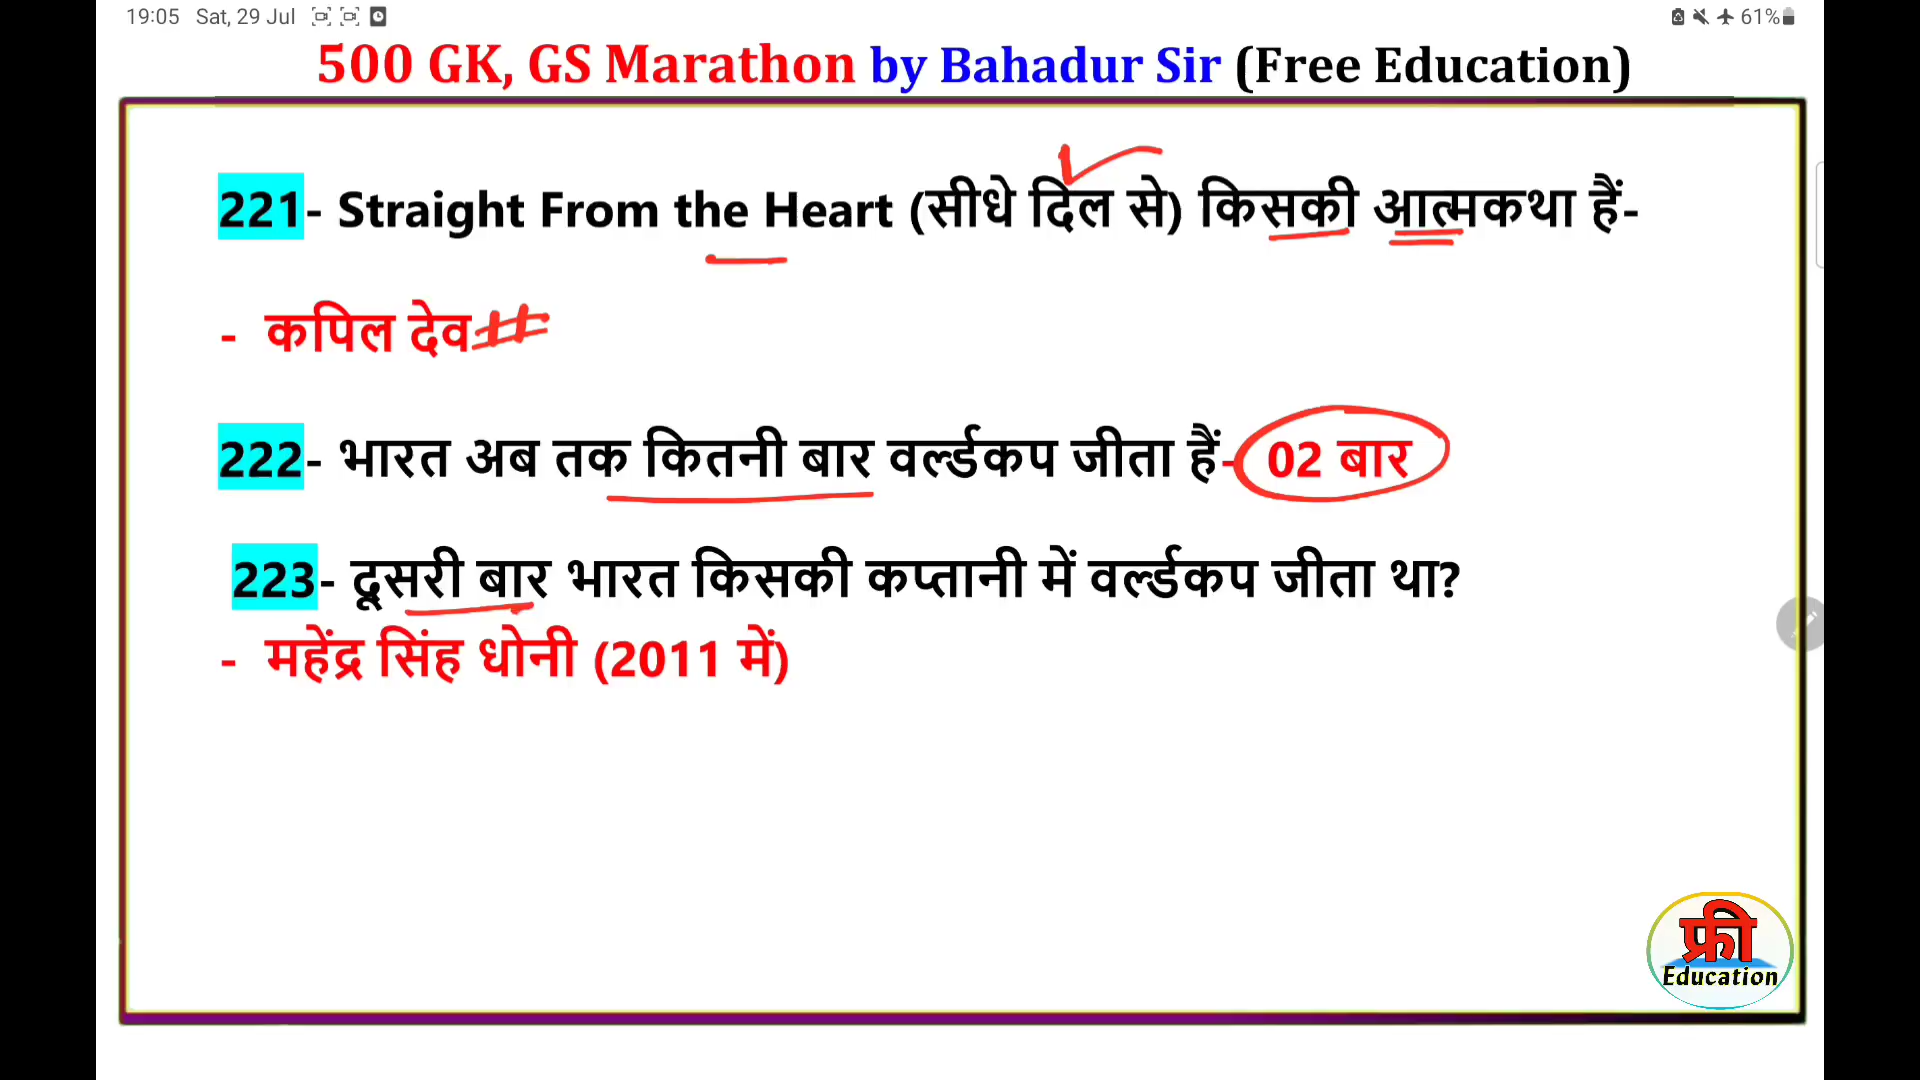 19:05 Sat, 29 Jul
61%
500 GK, GS Marathon by Bahadur Sir (Free Education)
221- Straight From the Heart (सीधे दिल से) किसकी आत्मकथा हैं-
- कपिल देव
222- भारत अब तक कितनी बार वर्ल्डकप जीता हैं- 02 बार
223- दूसरी बार भारत किसकी कप्तानी में वर्ल्डकप जीता था?
- महेंद्र सिंह धोनी (2011 में)
फ्री
Education